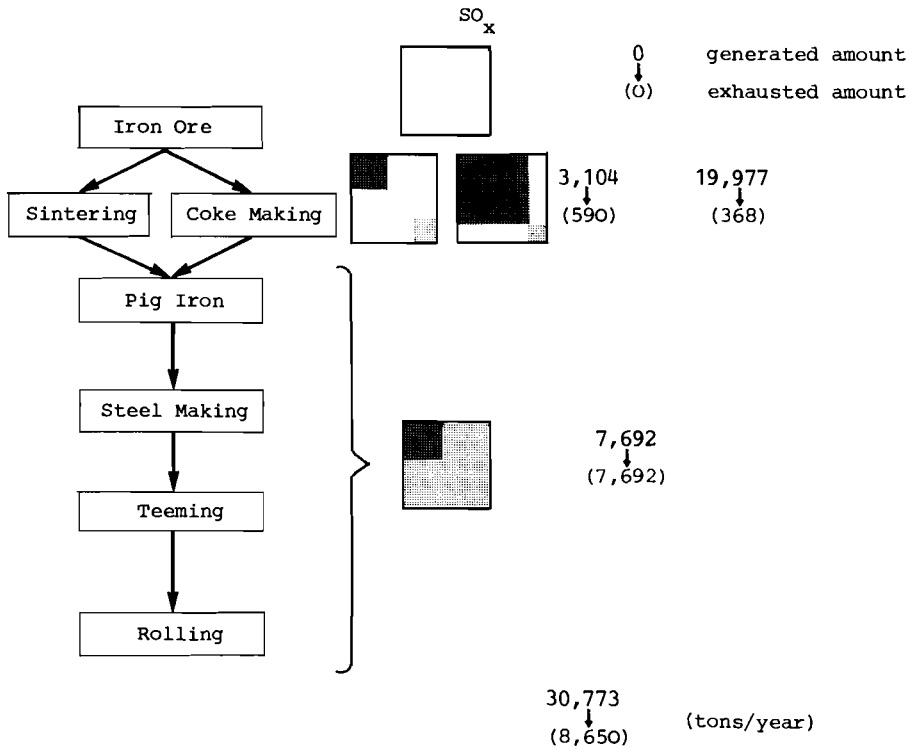 SOx
0 generated amount
(0) exhausted amount
Iron Ore
Sintering
Coke Making
3,104
19,977
(590)
(368)
Pig Iron
Steel Making
7,692
(7,692)
Teeming
Rolling
30,773
(8,650)
(tons/year)